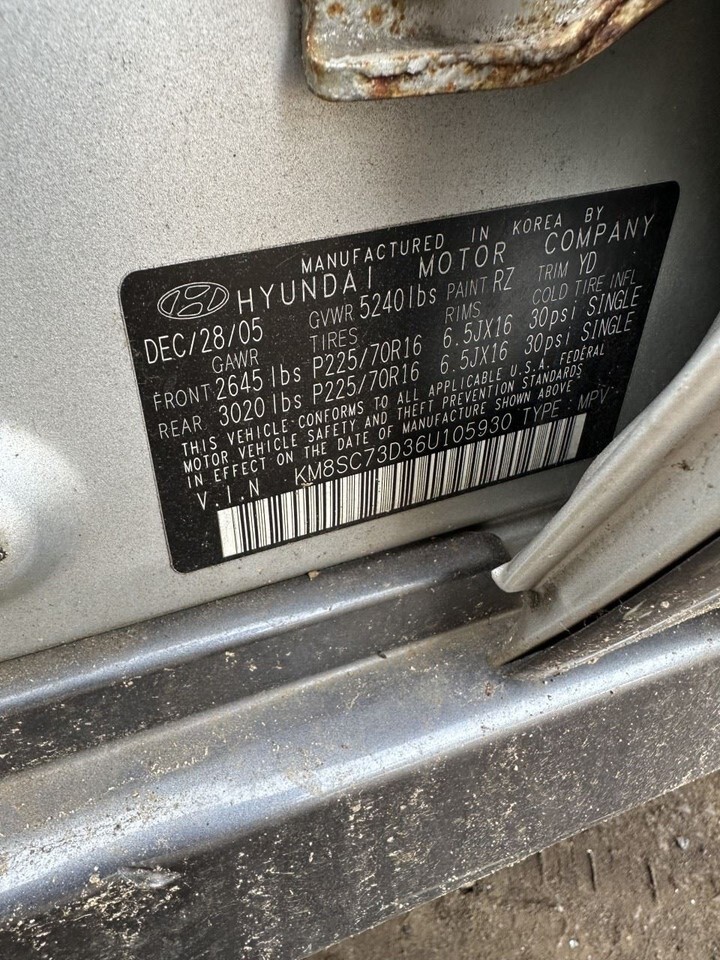 MANUFACTURED IN KOREA BY
HYUNDAI MOTOR COMPANY
DEC/28/05 GVWR 5240lbs PAINT RZ TRIM YD
GAWR TIRES RIMS COLD TIRE INFL
FRONT 2645 lbs P225/70R16 6.5JX16 30psi SINGLE
REAR 3020 lbs P225/70R16 6.5JX16 30psi SINGLE
THIS VEHICLE CONFORMS TO ALL APPLICABLE U.S.A. FEDERAL
MOTOR VEHICLE SAFETY AND THEFT PREVENTION STANDARDS
IN EFFECT ON THE DATE OF MANUFACTURE SHOWN ABOVE
V.I.N KM8SC73D36U105930 TYPE : MPV